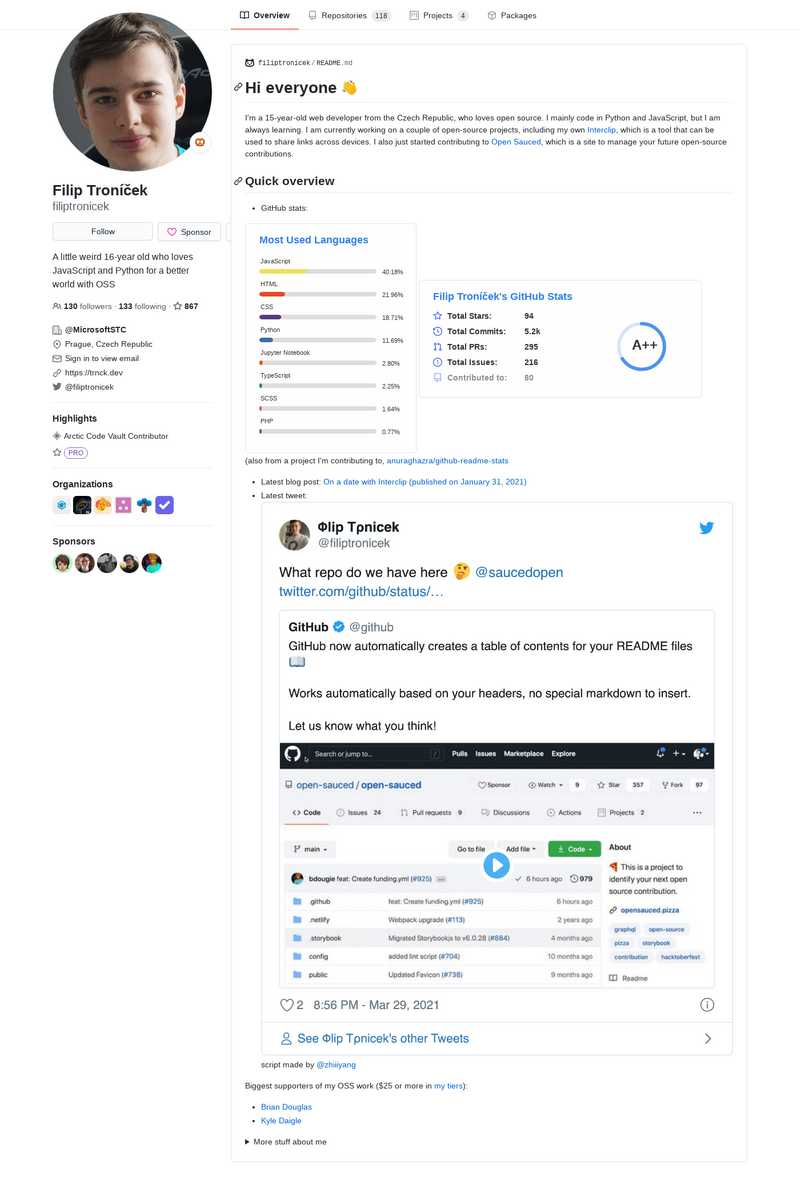 Overview
Repositories 118
Projects 4
Packages
Filip Troníček
filiptronicek
Follow
Sponsor
A little weird 16-year old who loves
JavaScript and Python for a better
world with OSS
130 followers · 133 following · 867
@MicrosoftSTC
Prague, Czech Republic
Sign in to view email
https://trnck.dev
@filiptronicek
Highlights
Arctic Code Vault Contributor
PRO
Organizations
Sponsors
filiptronicek / README.md
Hi everyone 👋
I'm a 15-year-old web developer from the Czech Republic, who loves open source. I mainly code in Python and JavaScript, but I am
always learning. I am currently working on a couple of open-source projects, including my own Interclip, which is a tool that can be
used to share links across devices. I also just started contributing to Open Sauced, which is a site to manage your future open-source
contributions.
Quick overview
• GitHub stats:
Most Used Languages
JavaScript
40.18%
HTML
21.96%
CSS
18.71%
Python
11.69%
Jupyter Notebook
2.80%
TypeScript
2.25%
SCSS
1.64%
PHP
0.77%
Filip Troníček's GitHub Stats
Total Stars: 94
Total Commits: 5.2k
Total PRs: 295
Total Issues: 216
Contributed to: 80
A++
(also from a project I'm contributing to, anuraghazra/github-readme-stats
• Latest blog post: On a date with Interclip (published on January 31, 2021)
• Latest tweet:
Φlip Tρnicek
@filiptronicek
What repo do we have here 🤔 @saucedopen
twitter.com/github/status/…
GitHub @github
GitHub now automatically creates a table of contents for your README files
📖
Works automatically based on your headers, no special markdown to insert.
Let us know what you think!
Search or jump to... / Pulls Issues Marketplace Explore
open-sauced / open-sauced
Sponsor Watch 9 Star 357 Fork 97
Code Issues 24 Pull requests 9 Discussions Actions Projects 2 ...
main Go to file Add file Code
About
bdougie feat: Create funding.yml (#925) ... 6 hours ago 979
🍕 This is a project to
identify your next open
source contribution.
.github feat: Create funding.yml (#925) 6 hours ago
.netlify Webpack upgrade (#113) 2 years ago
.storybook Migrated Storybook.js to v6.0.28 (#884) 4 months ago
config added lint script (#704) 10 months ago
public Updated Favicon (#738) 9 months ago
opensauced.pizza
graphql open-source
pizza storybook
contribution hacktoberfest
Readme
2 8:56 PM - Mar 29, 2021
See Φlip Tρnicek's other Tweets
script made by @zhiiiyang
Biggest supporters of my OSS work ($25 or more in my tiers):
• Brian Douglas
• Kyle Daigle
More stuff about me